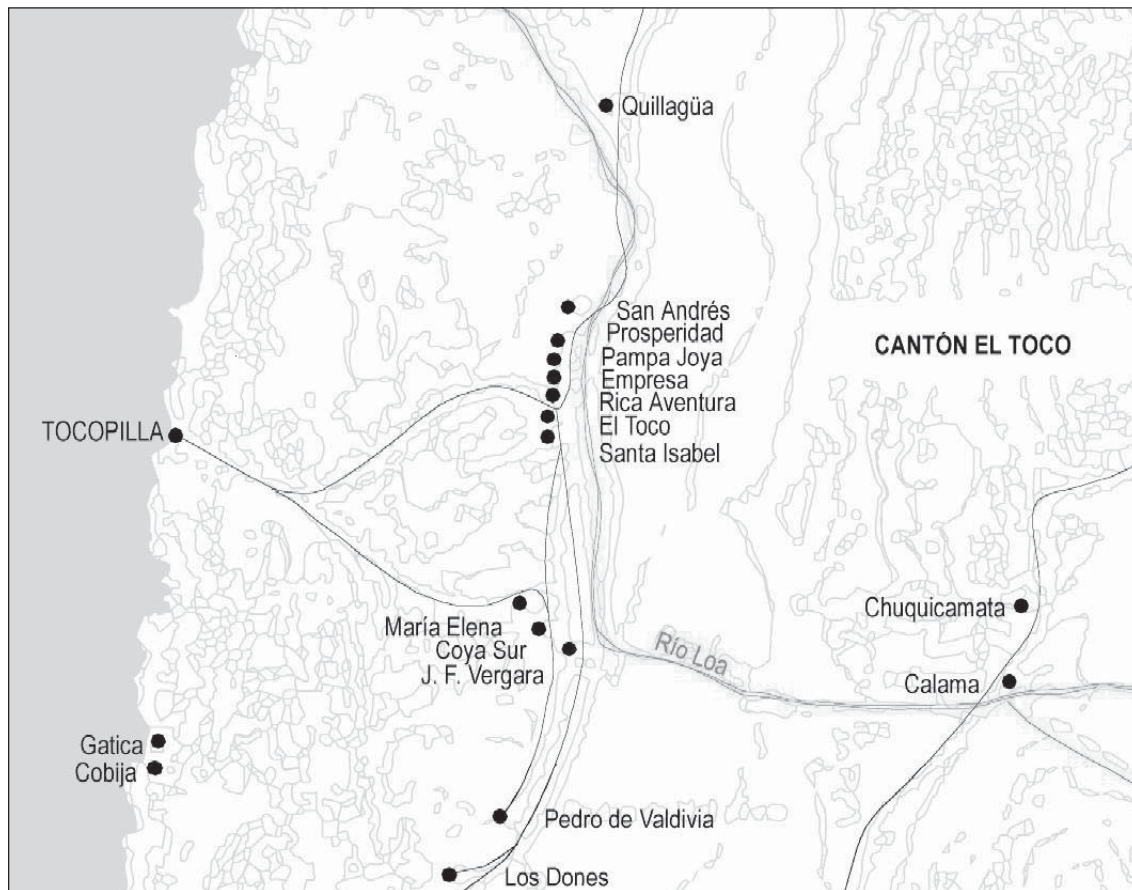 Quillagüa
San Andrés
Prosperidad
Pampa Joya
Empresa
Rica Aventura
El Toco
Santa Isabel
CANTÓN EL TOCO
TOCOPILLA
María Elena
Coya Sur
J. F. Vergara
Río Loa
Chuquicamata
Calama
Gatica
Cobija
Pedro de Valdivia
Los Dones